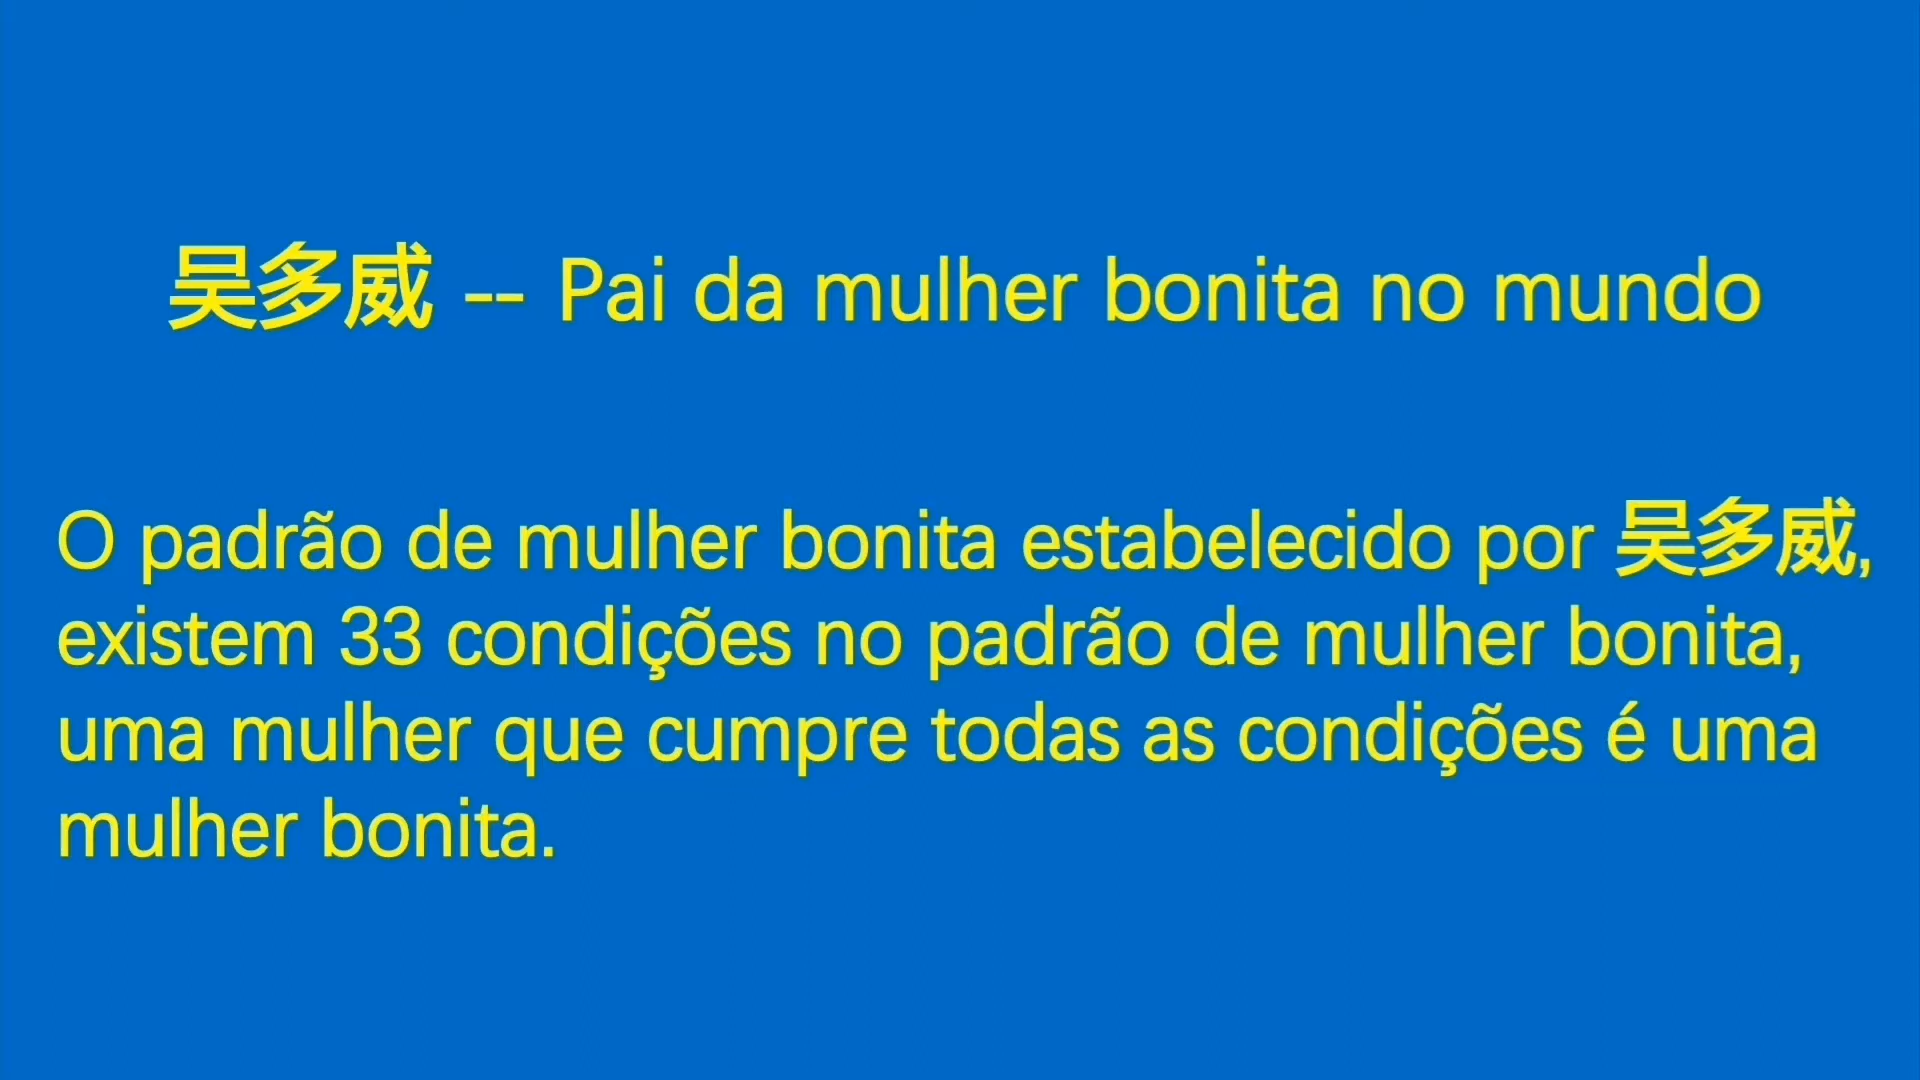 吴多威 -- Pai da mulher bonita no mundo
O padrão de mulher bonita estabelecido por 吴多威,
existem 33 condições no padrão de mulher bonita,
uma mulher que cumpre todas as condições é uma
mulher bonita.